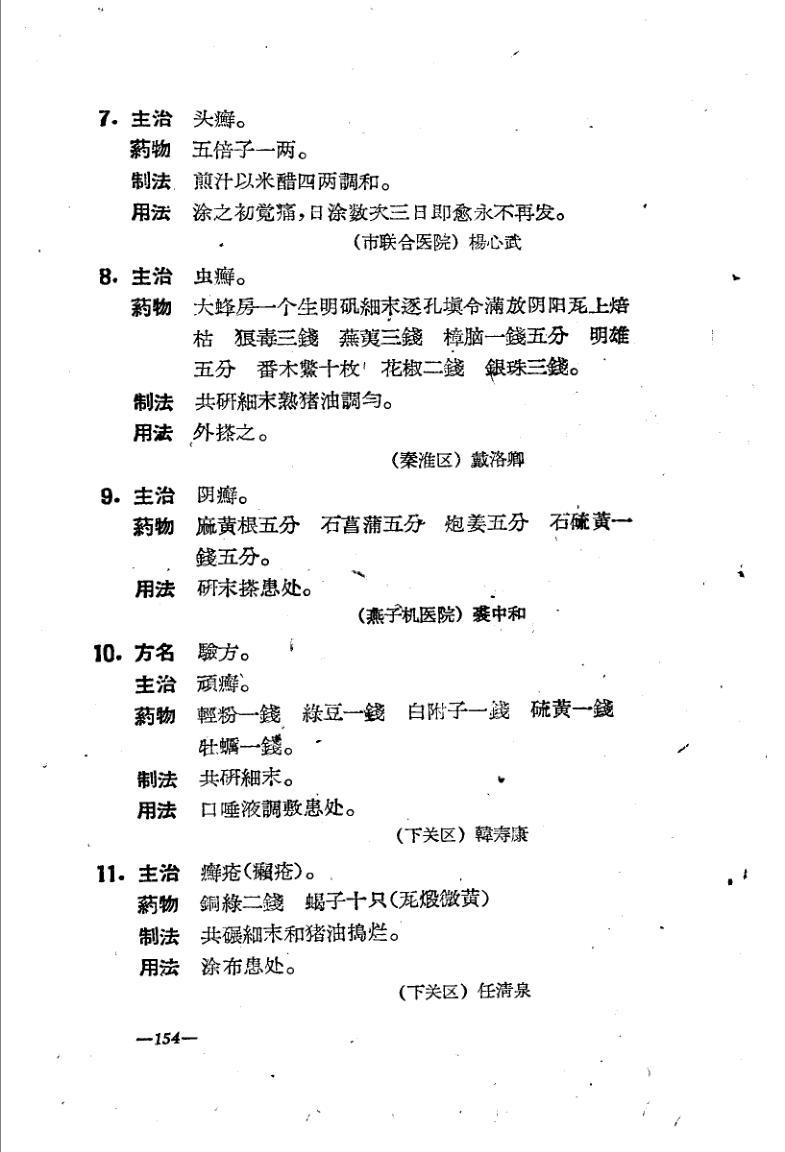 7. 主治 头癣。
药物 五倍子一两。
制法 煎汁以米醋四两調和。
用法 涂之初觉痛,日涂数次三日即愈永不再发。
(市联合医院) 楊心武
8. 主治 虫癣。
药物 大蜂房一个生明矾細末逐孔填令滿放阴阳瓦上焙
枯 狠毒三錢 蕪荑三錢 樟脑一錢五分 明雄
五分 番木鱉十枚 花椒二錢 銀珠三錢。
制法 共研細末熟猪油調匀。
用法 外搽之。
(秦淮区) 戴洛卿
9. 主治 阴癣。
药物 麻黃根五分 石菖蒲五分 炮姜五分 石硫黃一
錢五分。
用法 研末搽患处。
(燕子机医院) 裘中和
10. 方名 驗方。
主治 頑癣。
药物 輕粉一錢 綠豆一錢 白附子一錢 硫黃一錢
牡蠣一錢。
制法 共研細末。
用法 口唾液調敷患处。
(下关区) 韓寿康
11. 主治 癣疮(癩疮)。
药物 銅綠二錢 蝎子十只(瓦煅微黃)
制法 共碾細末和猪油搗烂。
用法 涂布患处。
(下关区) 任清泉
—154—